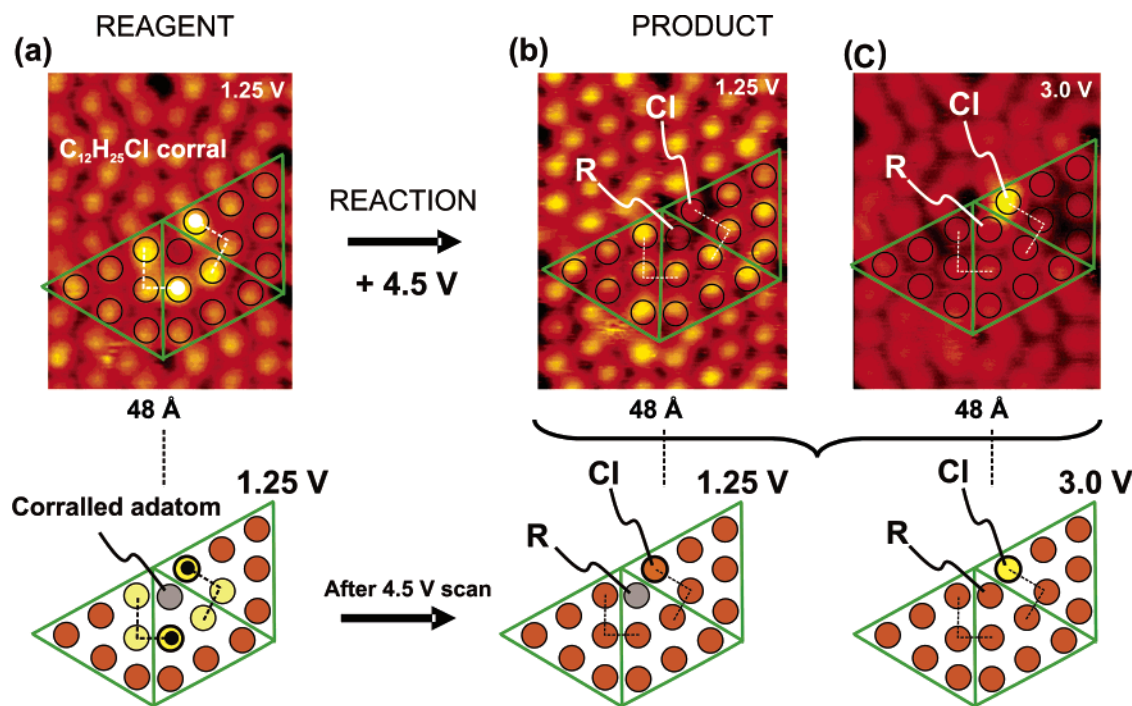 REAGENT
PRODUCT
(a)
(b)
(c)
1.25 V
1.25 V
3.0 V
C₁₂H₂₅Cl corral
Cl
R
Cl
R
REACTION
+ 4.5 V
48 Å
48 Å
48 Å
1.25 V
Corralled adatom
Cl
1.25 V
R
Cl
3.0 V
R
After 4.5 V scan